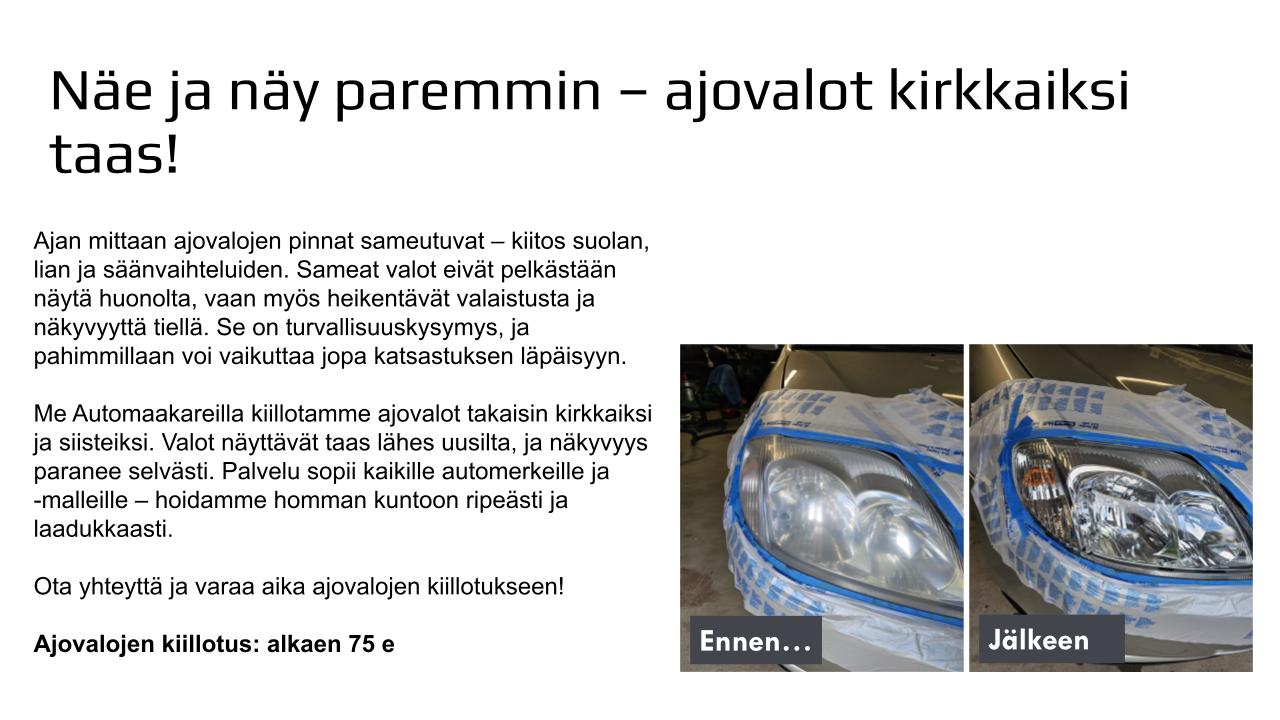 Näe ja näy paremmin – ajovalot kirkkaiksi
taas!
Ajan mittaan ajovalojen pinnat sameutuvat – kiitos suolan,
lian ja säänvaihteluiden. Sameat valot eivät pelkästään
näytä huonolta, vaan myös heikentävät valaistusta ja
näkyvyyttä tiellä. Se on turvallisuuskysymys, ja
pahimmillaan voi vaikuttaa jopa katsastuksen läpäisyyn.
Me Automaakareilla kiillotamme ajovalot takaisin kirkkaiksi
ja siisteiksi. Valot näyttävät taas lähes uusilta, ja näkyvyys
paranee selvästi. Palvelu sopii kaikille automerkeille ja
-malleille – hoidamme homman kuntoon ripeästi ja
laadukkaasti.
Ota yhteyttä ja varaa aika ajovalojen kiillotukseen!
Ajovalojen kiillotus: alkaen 75 e
Ennen...
Jälkeen